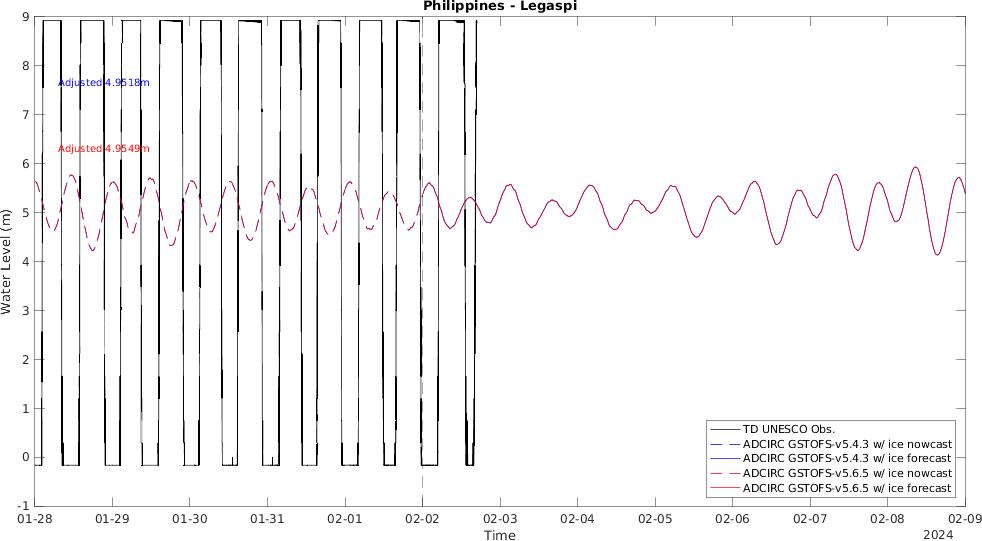 Philippines - Legaspi
9
8
7
6
5
4
3
2
1
0
-1
Water Level (m)
Adjusted 4.9518m
Adjusted 4.9549m
TD UNESCO Obs.
ADCIRC GSTOFS-v5.4.3 w/ ice nowcast
ADCIRC GSTOFS-v5.4.3 w/ ice forecast
ADCIRC GSTOFS-v5.6.5 w/ ice nowcast
ADCIRC GSTOFS-v5.6.5 w/ ice forecast
01-28 01-29 01-30 01-31 02-01 02-02 02-03 02-04 02-05 02-06 02-07 02-08 02-09
Time
2024